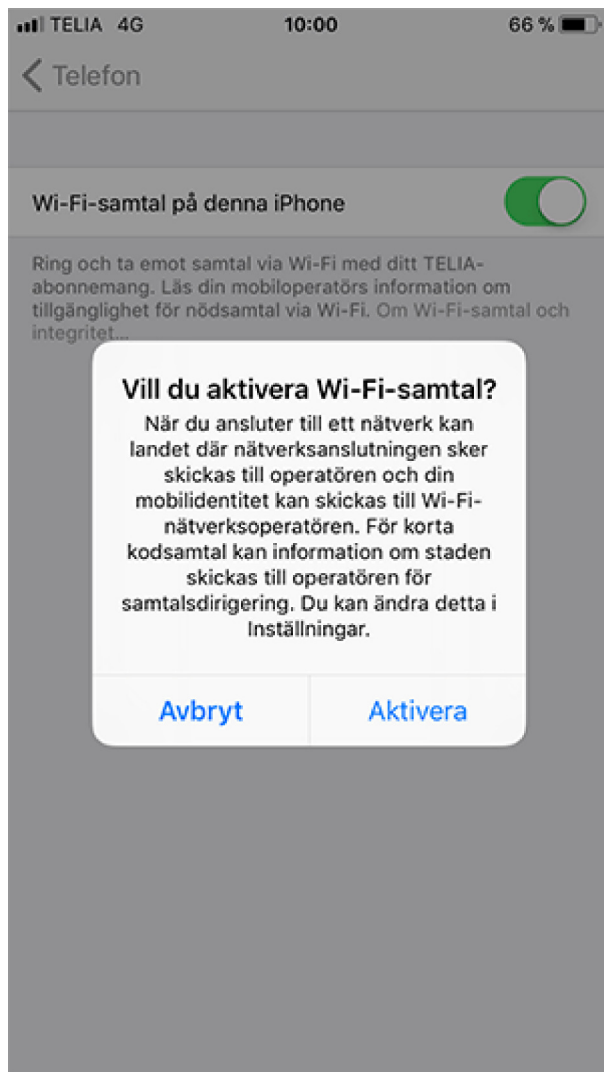 TELIA 4G 10:00 66 %
Telefon
Wi-Fi-samtal på denna iPhone
Ring och ta emot samtal via Wi-Fi med ditt TELIA-
abonnemang. Läs din mobiloperatörs information om
tillgänglighet för nödsamtal via Wi-Fi. Om Wi-Fi-samtal och
integritet...
Vill du aktivera Wi-Fi-samtal?
När du ansluter till ett nätverk kan
landet där nätverksanslutningen sker
skickas till operatören och din
mobilidentitet kan skickas till Wi-Fi-
nätverksoperatören. För korta
kodsamtal kan information om staden
skickas till operatören för
samtalsdirigering. Du kan ändra detta i
Inställningar.
Avbryt Aktivera